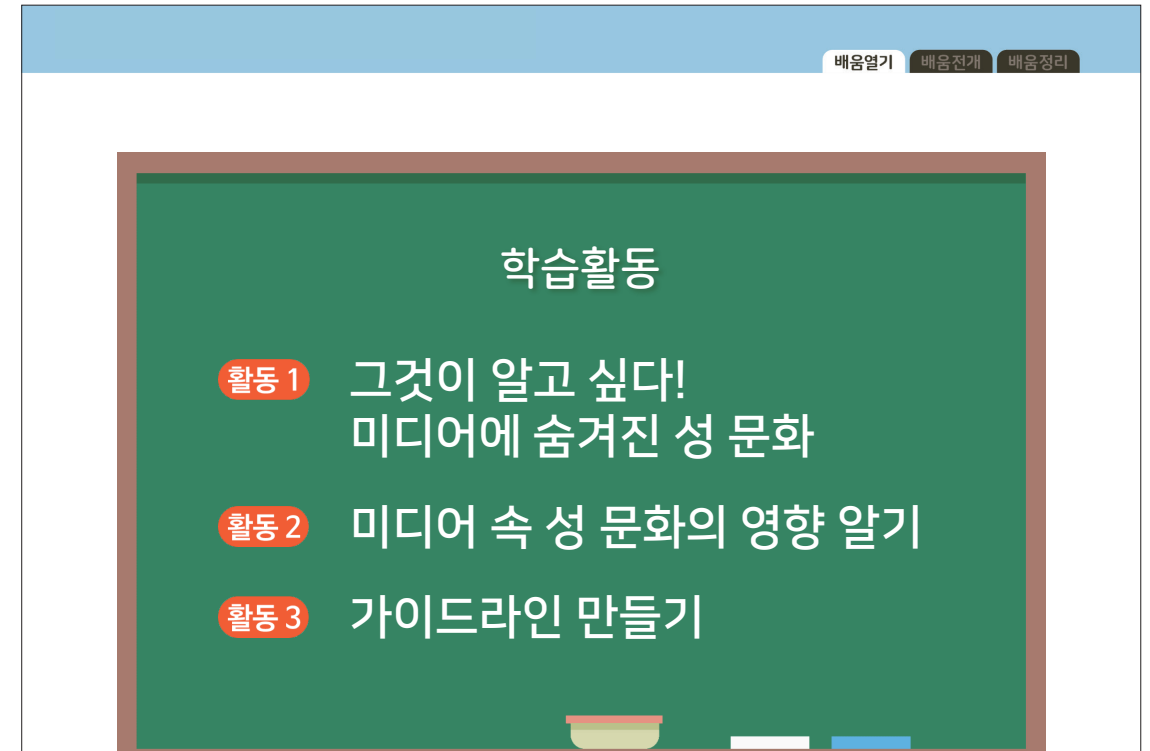 배움열기 배움전개 배움정리
학습활동
활동 1 그것이 알고 싶다!
미디어에 숨겨진 성 문화
활동 2 미디어 속 성 문화의 영향 알기
활동 3 가이드라인 만들기